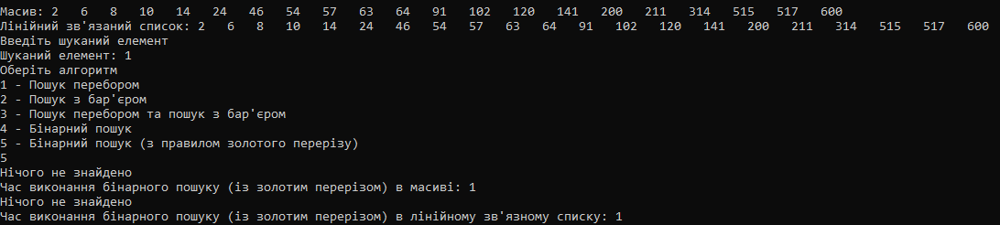 Масив: 2 6 8 10 14 24 46 54 57 63 64 91 102 120 141 200 211 314 515 517 600
Лінійний зв'язаний список: 2 6 8 10 14 24 46 54 57 63 64 91 102 120 141 200 211 314 515 517 600
Введіть шуканий елемент
Шуканий елемент: 1
Оберіть алгоритм
1 - Пошук перебором
2 - Пошук з бар'єром
3 - Пошук перебором та пошук з бар'єром
4 - Бінарний пошук
5 - Бінарний пошук (з правилом золотого перерізу)
5
Нічого не знайдено
Час виконання бінарного пошуку (із золотим перерізом) в масиві: 1
Нічого не знайдено
Час виконання бінарного пошуку (із золотим перерізом) в лінійному зв'язному списку: 1